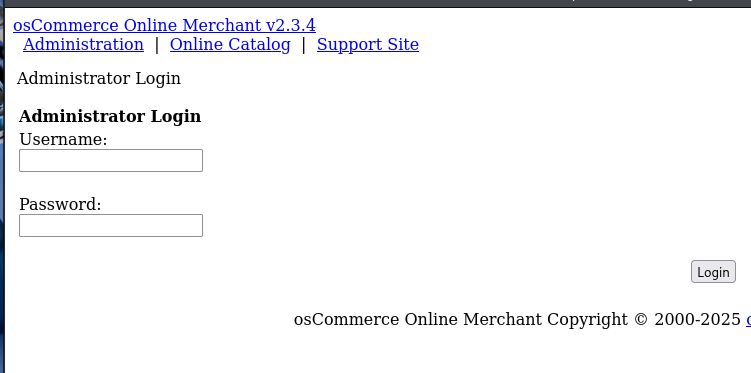 osCommerce Online Merchant v2.3.4
Administration | Online Catalog | Support Site
Administrator Login
Administrator Login
Username:
Password:
Login
osCommerce Online Merchant Copyright © 2000-2025